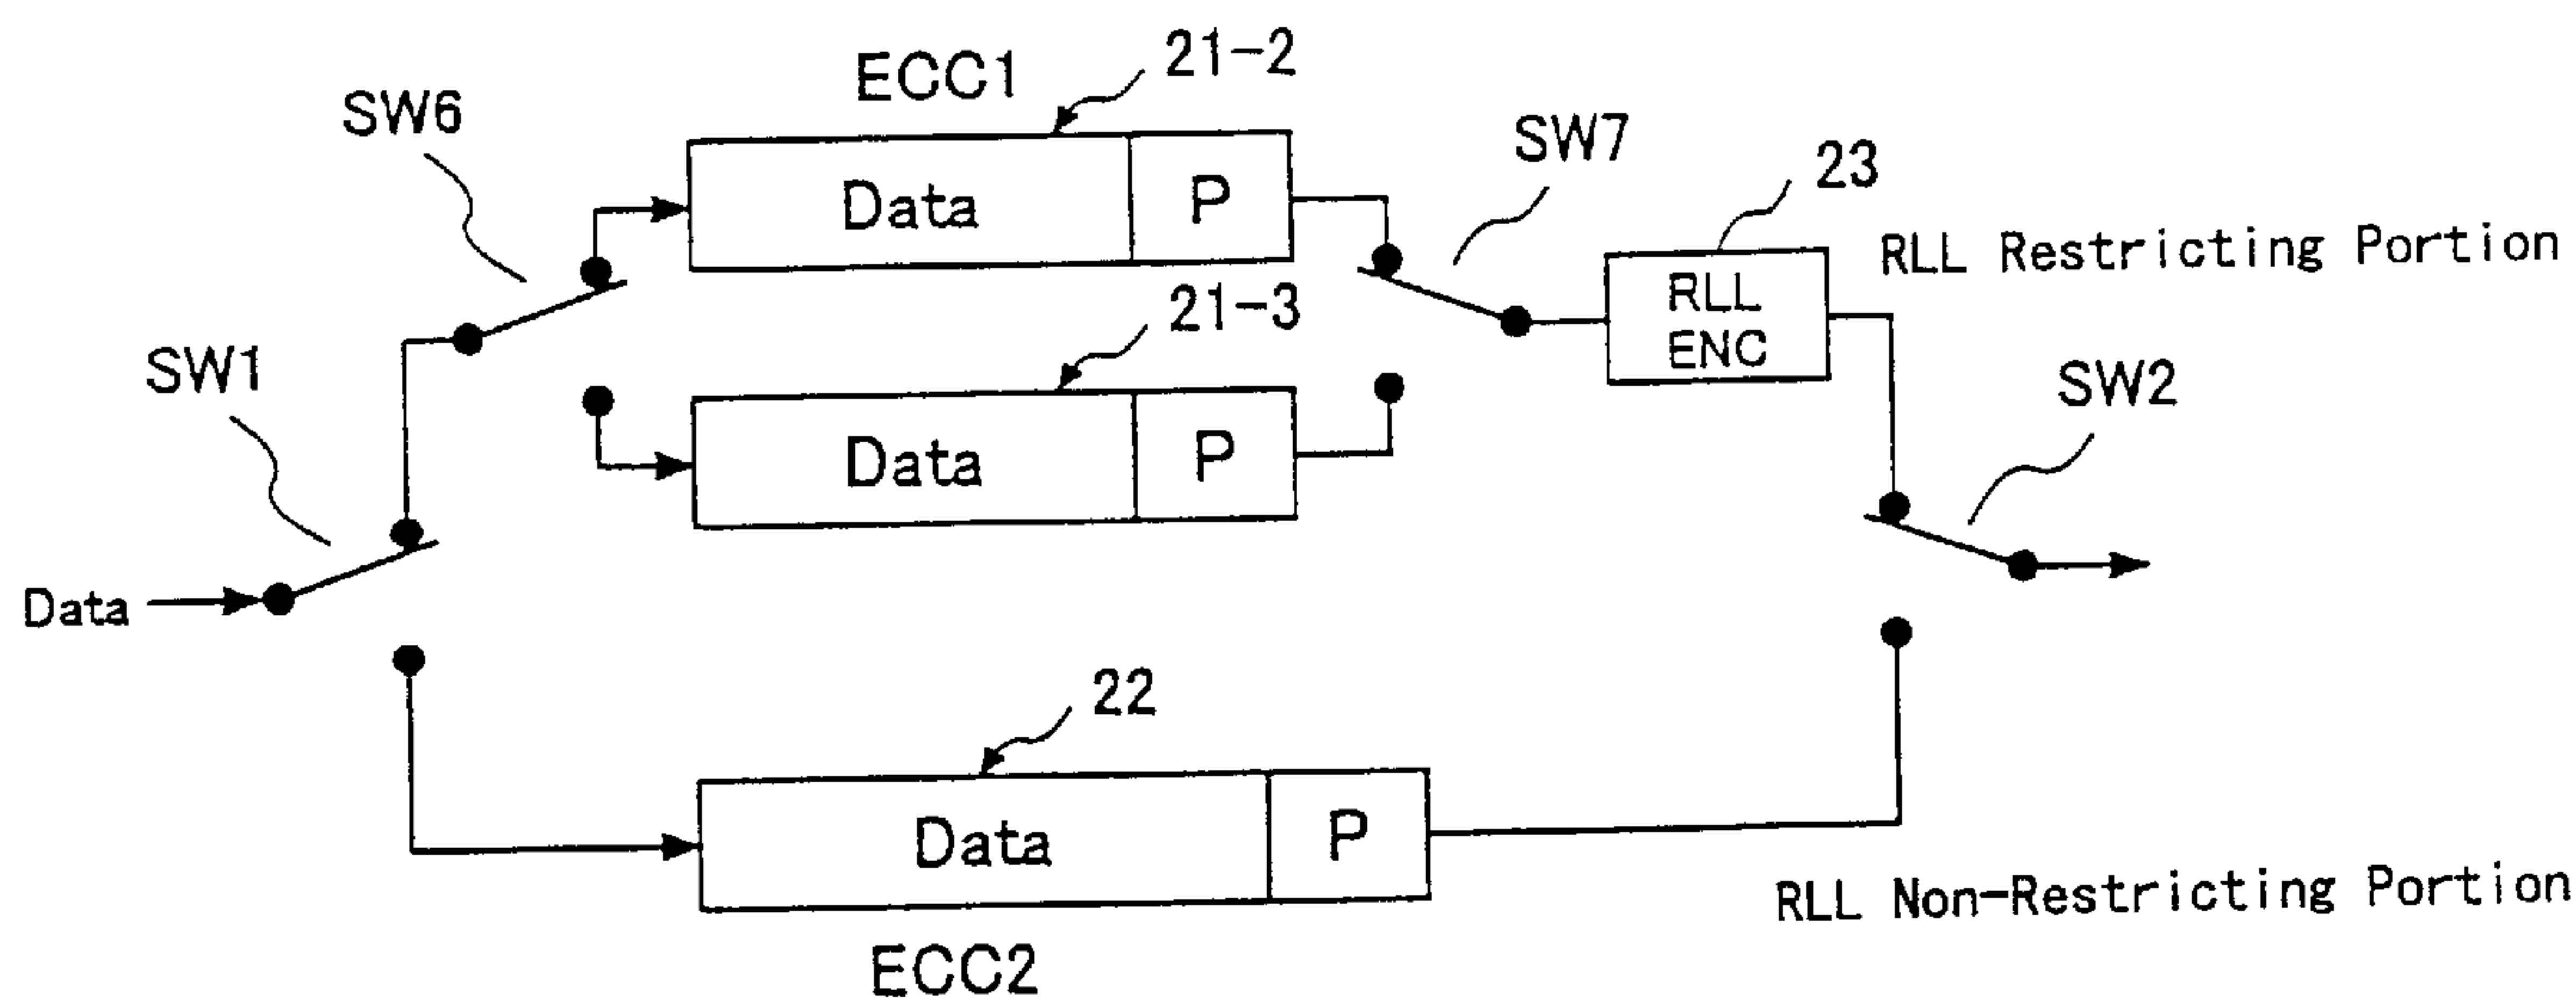 ECC1
21-2
SW6
SW7
23
Data
P
RLL Restricting Portion
RLL
ENC
21-3
SW1
SW2
Data
P
Data
22
Data
P
RLL Non-Restricting Portion
ECC2